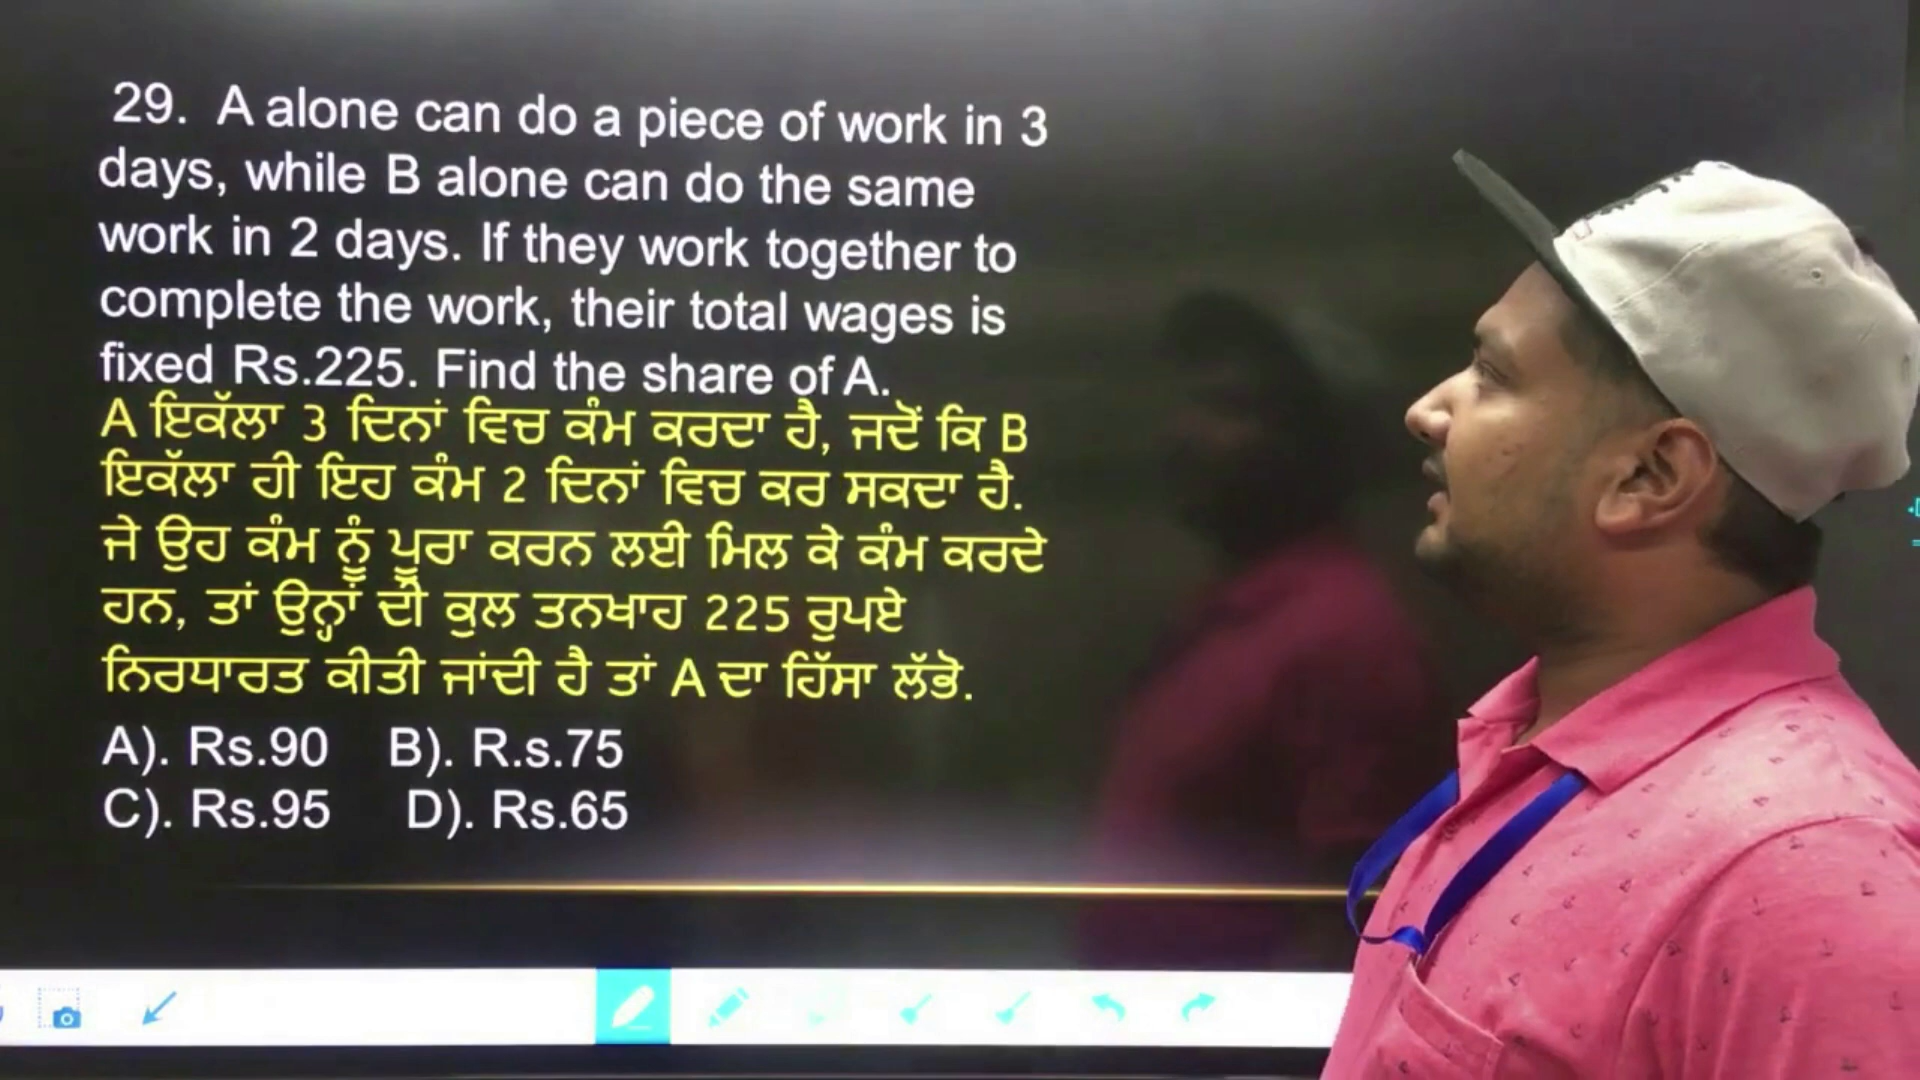 29. A alone can do a piece of work in 3
days, while B alone can do the same
work in 2 days. If they work together to
complete the work, their total wages is
fixed Rs.225. Find the share of A.
A ਇਕੱਲਾ 3 ਦਿਨਾਂ ਵਿਚ ਕੰਮ ਕਰਦਾ ਹੈ, ਜਦੋਂ ਕਿ B
ਇਕੱਲਾ ਹੀ ਇਹ ਕੰਮ 2 ਦਿਨਾਂ ਵਿਚ ਕਰ ਸਕਦਾ ਹੈ.
ਜੇ ਉਹ ਕੰਮ ਨੂੰ ਪੂਰਾ ਕਰਨ ਲਈ ਮਿਲ ਕੇ ਕੰਮ ਕਰਦੇ
ਹਨ, ਤਾਂ ਉਨ੍ਹਾਂ ਦੀ ਕੁਲ ਤਨਖਾਹ 225 ਰੁਪਏ
ਨਿਰਧਾਰਤ ਕੀਤੀ ਜਾਂਦੀ ਹੈ ਤਾਂ A ਦਾ ਹਿੱਸਾ ਲੱਭੋ.
A). Rs.90 B). R.s.75
C). Rs.95 D). Rs.65